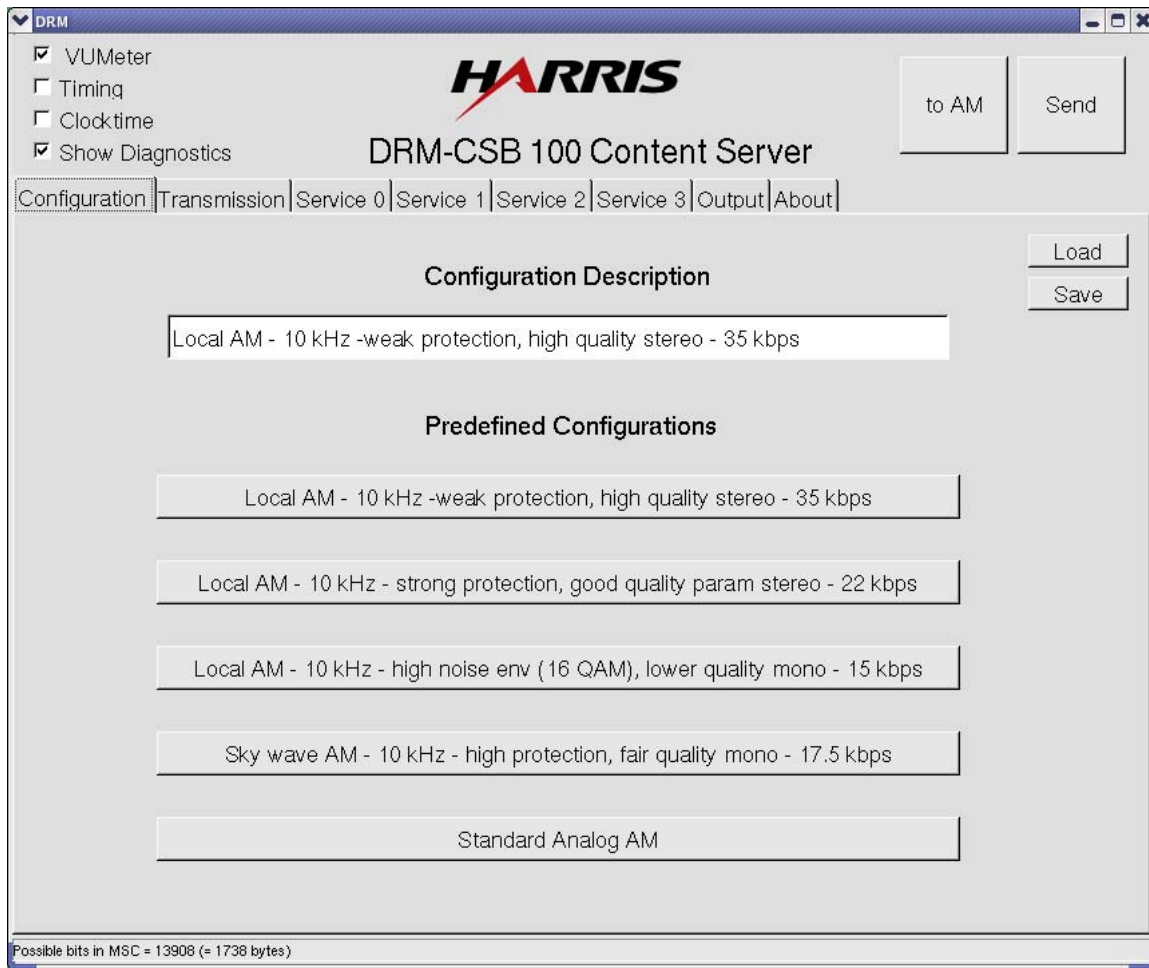 DRM
VUMeter
Timing
Clocktime
Show Diagnostics
HARRIS
DRM-CSB 100 Content Server
to AM
Send
Configuration Transmission Service 0 Service 1 Service 2 Service 3 Output About
Load
Save
Configuration Description
Local AM - 10 kHz -weak protection, high quality stereo - 35 kbps
Predefined Configurations
Local AM - 10 kHz -weak protection, high quality stereo - 35 kbps
Local AM - 10 kHz - strong protection, good quality param stereo - 22 kbps
Local AM - 10 kHz - high noise env (16 QAM), lower quality mono - 15 kbps
Sky wave AM - 10 kHz - high protection, fair quality mono - 17.5 kbps
Standard Analog AM
Possible bits in MSC = 13908 (= 1738 bytes)